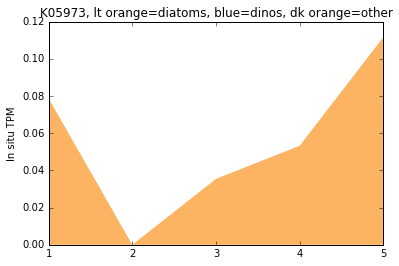 K05973, lt orange=diatoms, blue=dinos, dk orange=other
0.12
0.10
0.08
0.06
0.04
0.02
0.00
In situ TPM
1 2 3 4 5